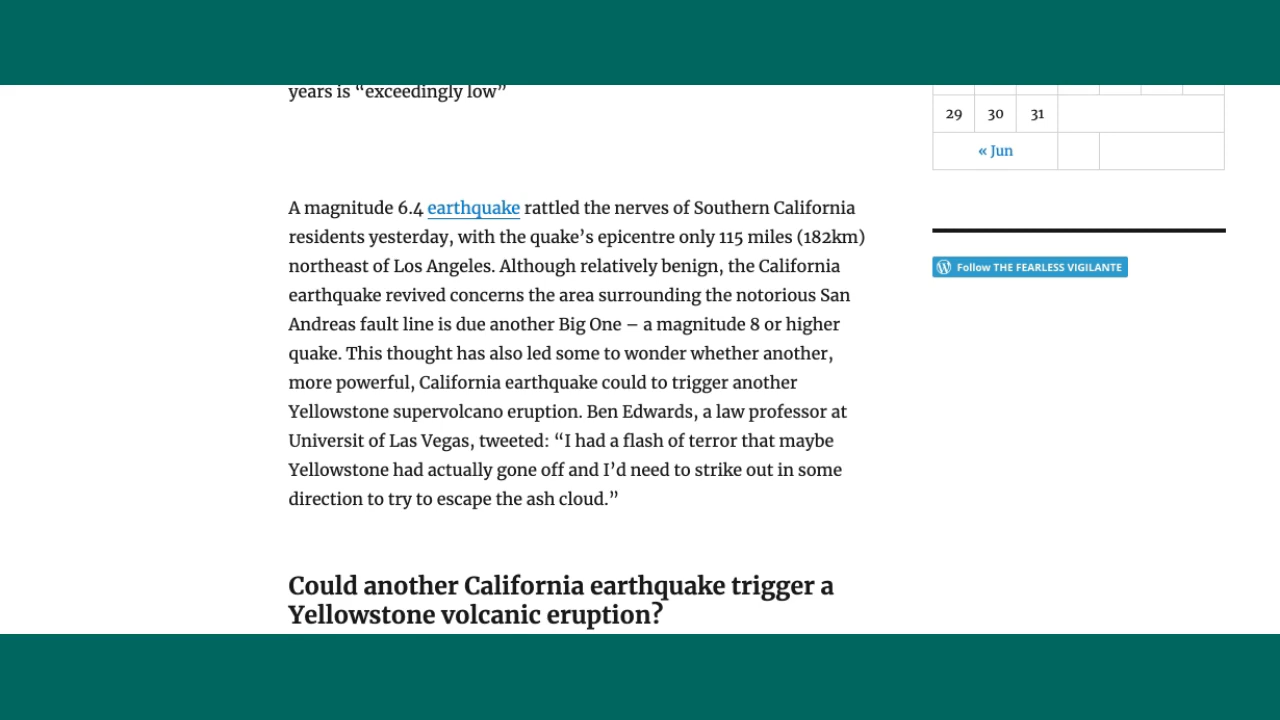 years is “exceedingly low”
A magnitude 6.4 earthquake rattled the nerves of Southern California
residents yesterday, with the quake’s epicentre only 115 miles (182km)
northeast of Los Angeles. Although relatively benign, the California
earthquake revived concerns the area surrounding the notorious San
Andreas fault line is due another Big One – a magnitude 8 or higher
quake. This thought has also led some to wonder whether another,
more powerful, California earthquake could to trigger another
Yellowstone supervolcano eruption. Ben Edwards, a law professor at
Universit of Las Vegas, tweeted: “I had a flash of terror that maybe
Yellowstone had actually gone off and I’d need to strike out in some
direction to try to escape the ash cloud.”
Could another California earthquake trigger a
Yellowstone volcanic eruption?
29 30 31
« Jun
Follow THE FEARLESS VIGILANTE